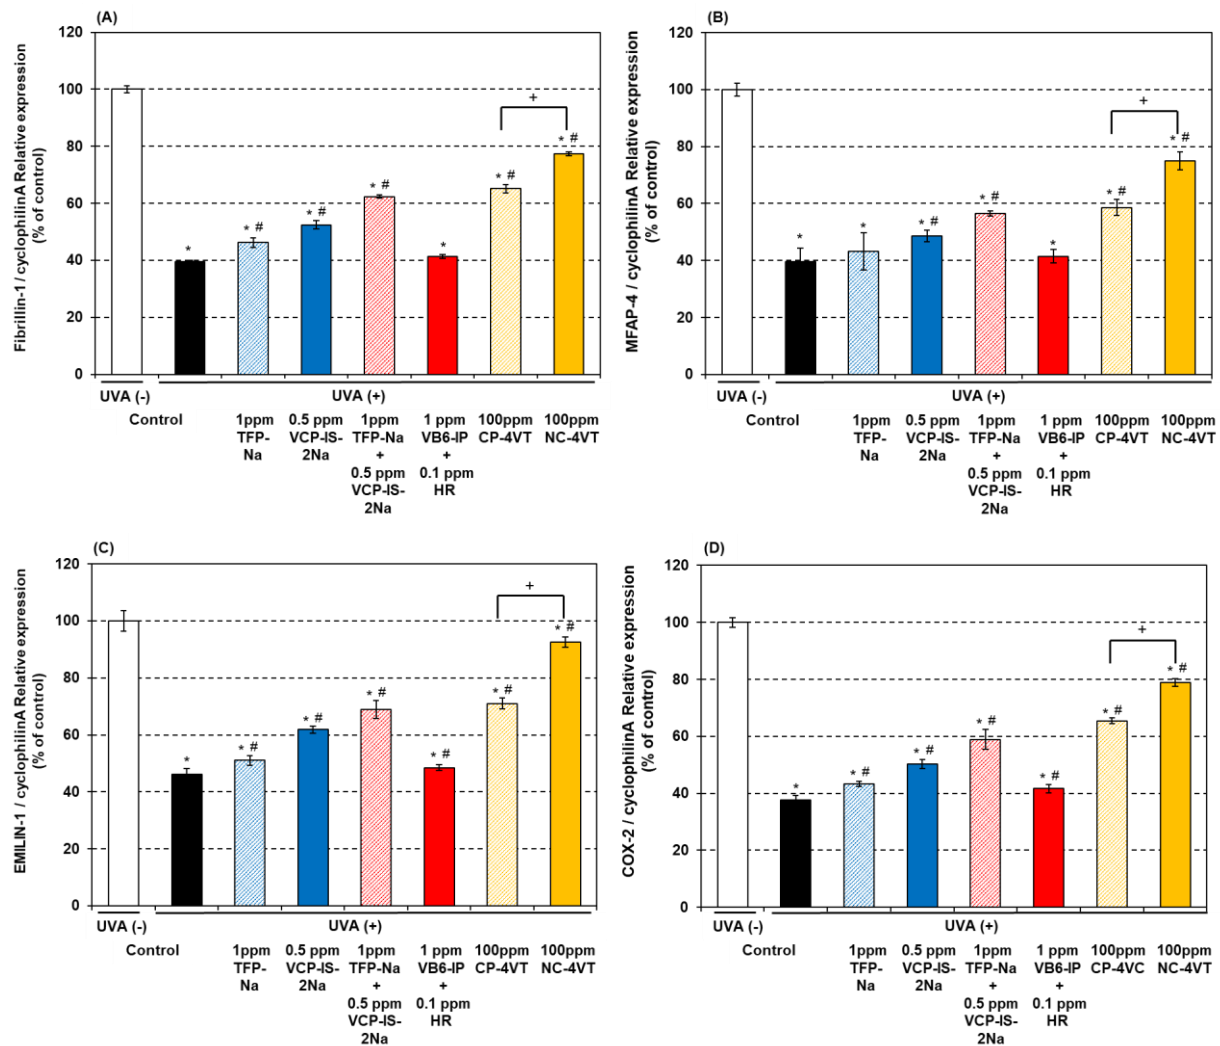 (A)
Fibrillin-1 / cyclophilinA Relative expression
(% of control)
120
100
80
60
40
20
0
*
* #
* #
* #
*
* #
* #
+
UVA (-)
UVA (+)
Control
1ppm
TFP-
Na
0.5 ppm
VCP-IS-
2Na
1ppm
TFP-Na
+
0.5 ppm
VCP-IS-
2Na
1 ppm
VB6-IP
+
0.1 ppm
HR
100ppm
CP-4VT
100ppm
NC-4VT
(B)
MFAP-4 / cyclophilinA Relative expression
(% of control)
120
100
80
60
40
20
0
*
*
* #
* #
*
* #
* #
+
UVA (-)
UVA (+)
Control
1ppm
TFP-
Na
0.5 ppm
VCP-IS-
2Na
1ppm
TFP-Na
+
0.5 ppm
VCP-IS-
2Na
1 ppm
VB6-IP
+
0.1 ppm
HR
100ppm
CP-4VT
100ppm
NC-4VT
(C)
EMILIN-1 / cyclophilinA Relative expression
(% of control)
120
100
80
60
40
20
0
*
* #
* #
* #
* #
* #
* #
+
UVA (-)
UVA (+)
Control
1ppm
TFP-
Na
0.5 ppm
VCP-IS-
2Na
1ppm
TFP-Na
+
0.5 ppm
VCP-IS-
2Na
1 ppm
VB6-IP
+
0.1 ppm
HR
100ppm
CP-4VT
100ppm
NC-4VT
(D)
COX-2 / cyclophilinA Relative expression
(% of control)
120
100
80
60
40
20
0
*
* #
* #
* #
* #
* #
* #
+
UVA (-)
UVA (+)
Control
1ppm
TFP-
Na
0.5 ppm
VCP-IS-
2Na
1ppm
TFP-Na
+
0.5 ppm
VCP-IS-
2Na
1 ppm
VB6-IP
+
0.1 ppm
HR
100ppm
CP-4VC
100ppm
NC-4VT